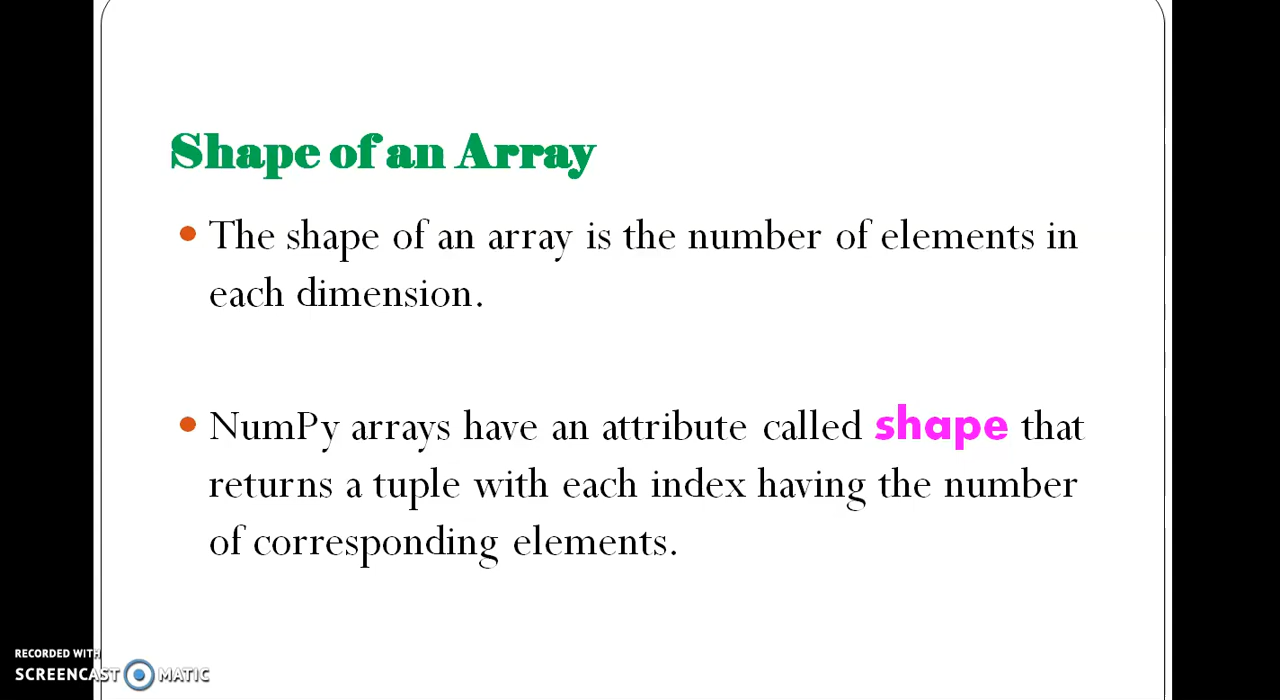 Shape of an Array
• The shape of an array is the number of elements in
each dimension.
• NumPy arrays have an attribute called shape that
returns a tuple with each index having the number
of corresponding elements.
RECORDED WITH
SCREENCAST MATIC